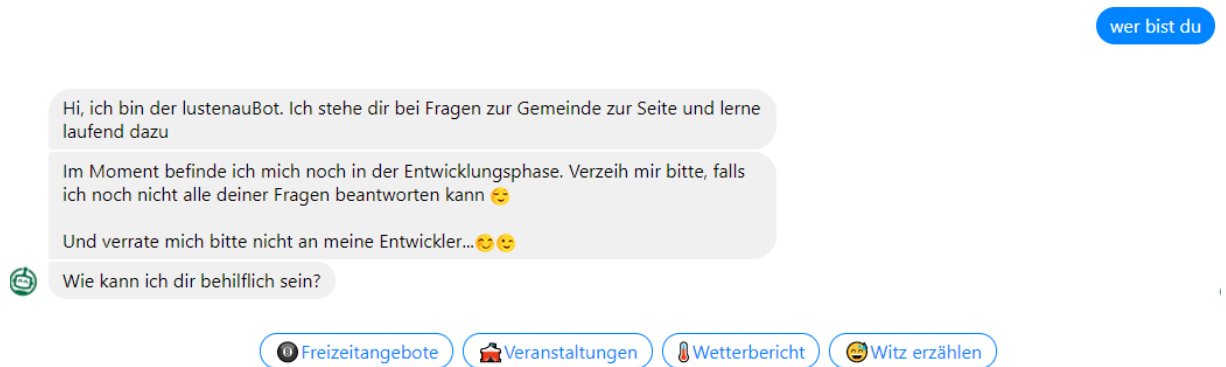 wer bist du
Hi, ich bin der lustenauBot. Ich stehe dir bei Fragen zur Gemeinde zur Seite und lerne
laufend dazu
Im Moment befinde ich mich noch in der Entwicklungsphase. Verzeih mir bitte, falls
ich noch nicht alle deiner Fragen beantworten kann 😌
Und verrate mich bitte nicht an meine Entwickler...😊😉
Wie kann ich dir behilflich sein?
🎱Freizeitangebote 🎪Veranstaltungen 🌡Wetterbericht 😅Witz erzählen